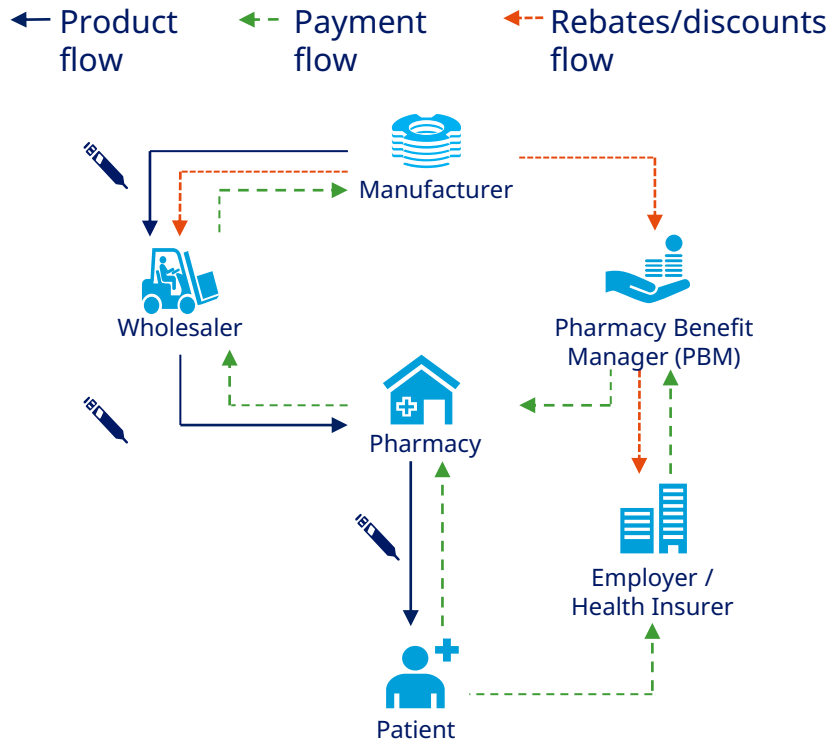 Product
flow
Payment
flow
Rebates/discounts
flow
Manufacturer
Wholesaler
Pharmacy Benefit
Manager (PBM)
Pharmacy
Employer /
Health Insurer
Patient